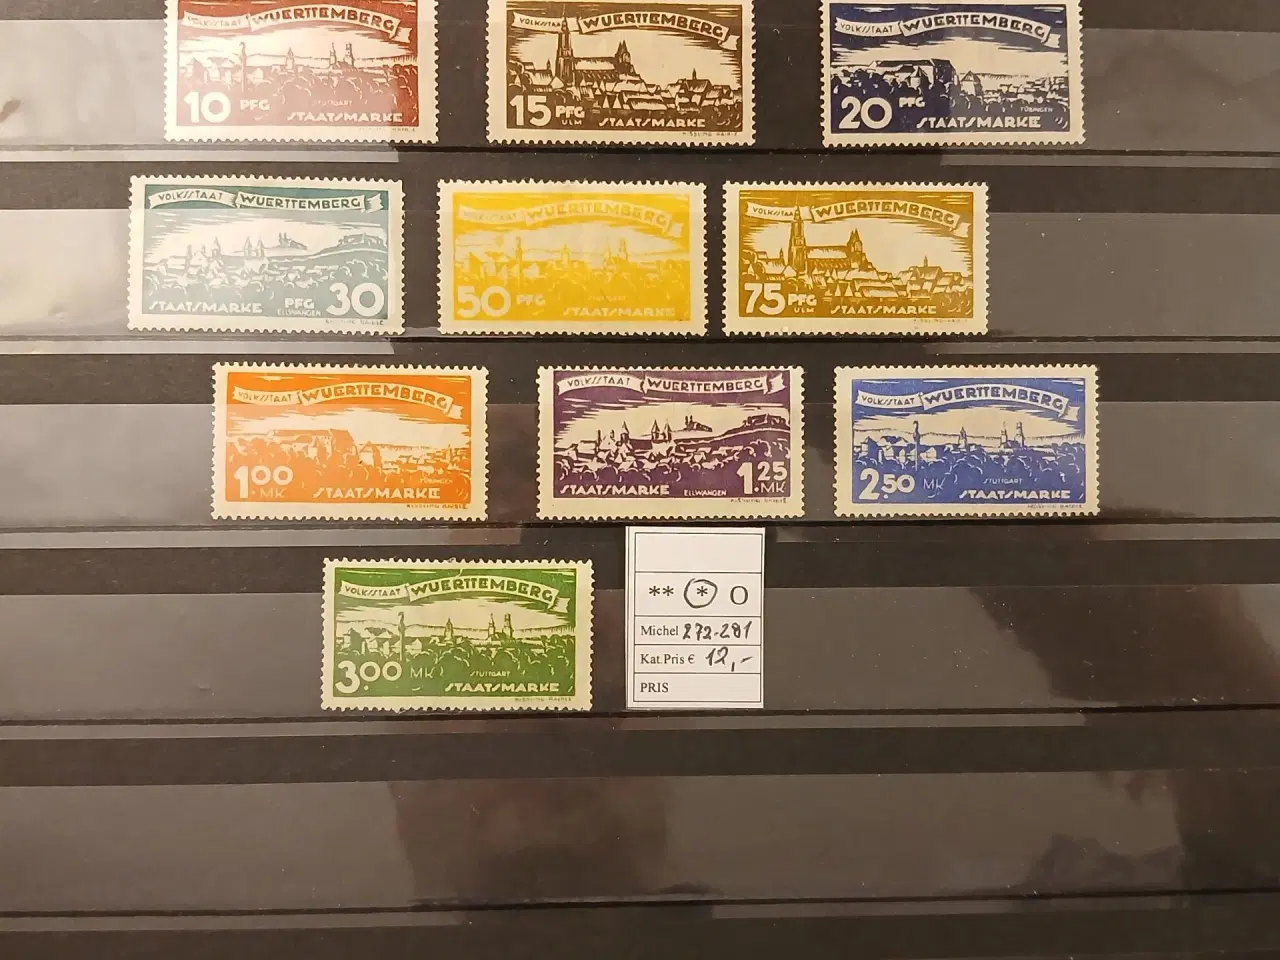 VOLKSSTAAT WUERTTEMBERG
10 PFG STUTTGART
STAATSMARKE
VOLKSSTAAT WUERTTEMBERG
15 PFG STAATSMARKE
ULM
VOLKSSTAAT WUERTTEMBERG
20 PFG TÜBINGEN
STAATSMARKE
VOLKSSTAAT WUERTTEMBERG
STAATSMARKE PFG 30
ELLWANGEN
VOLKSSTAAT WUERTTEMBERG
50 PFG STUTTGART
STAATSMARKE
VOLKSSTAAT WUERTTEMBERG
75 PFG STAATSMARKE
ULM
VOLKSSTAAT WUERTTEMBERG
1.00 MK TÜBINGEN
STAATSMARKE
VOLKSSTAAT WUERTTEMBERG
1.25 MK
STAATSMARKE ELLWANGEN
VOLKSSTAAT WUERTTEMBERG
2.50 MK STUTTGART
STAATSMARKE
VOLKSSTAAT WUERTTEMBERG
3.00 MK STUTTGART
STAATSMARKE
** * O
Michel 272-281
Kat.Pris € 12,-
PRIS